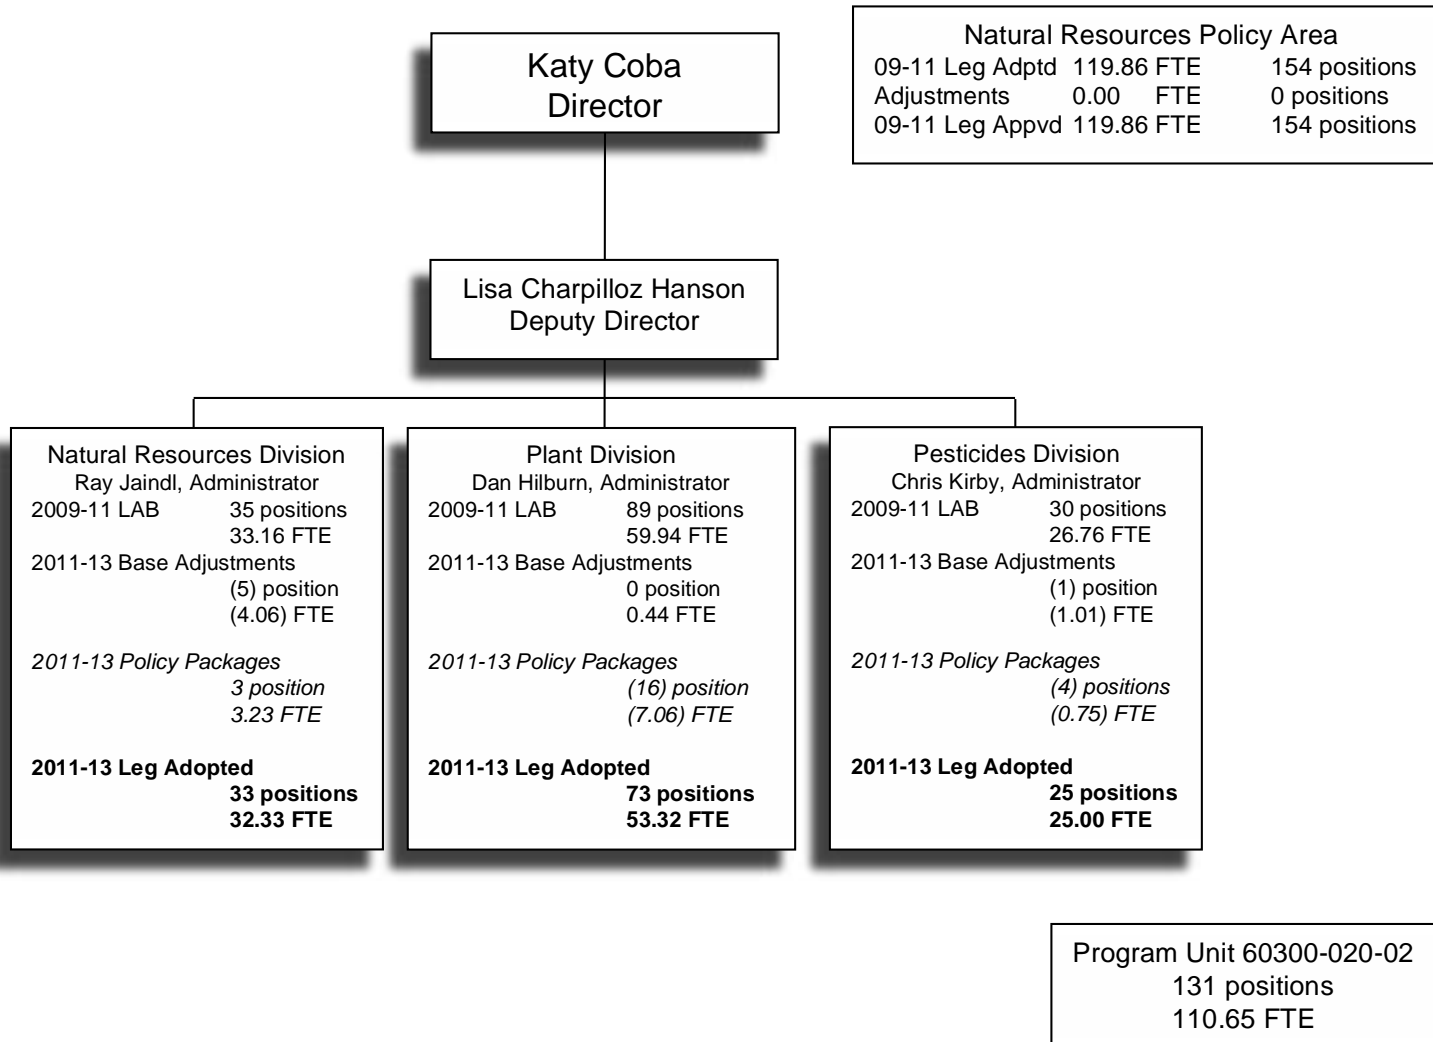 Katy Coba
Director
Natural Resources Policy Area
09-11 Leg Adptd 119.86 FTE 154 positions
Adjustments 0.00 FTE 0 positions
09-11 Leg Appvd 119.86 FTE 154 positions
Lisa Charpilloz Hanson
Deputy Director
Natural Resources Division
Ray Jaindl, Administrator
2009-11 LAB 35 positions
33.16 FTE
2011-13 Base Adjustments
(5) position
(4.06) FTE
2011-13 Policy Packages
3 position
3.23 FTE
2011-13 Leg Adopted
33 positions
32.33 FTE
Plant Division
Dan Hilburn, Administrator
2009-11 LAB 89 positions
59.94 FTE
2011-13 Base Adjustments
0 position
0.44 FTE
2011-13 Policy Packages
(16) position
(7.06) FTE
2011-13 Leg Adopted
73 positions
53.32 FTE
Pesticides Division
Chris Kirby, Administrator
2009-11 LAB 30 positions
26.76 FTE
2011-13 Base Adjustments
(1) position
(1.01) FTE
2011-13 Policy Packages
(4) positions
(0.75) FTE
2011-13 Leg Adopted
25 positions
25.00 FTE
Program Unit 60300-020-02
131 positions
110.65 FTE